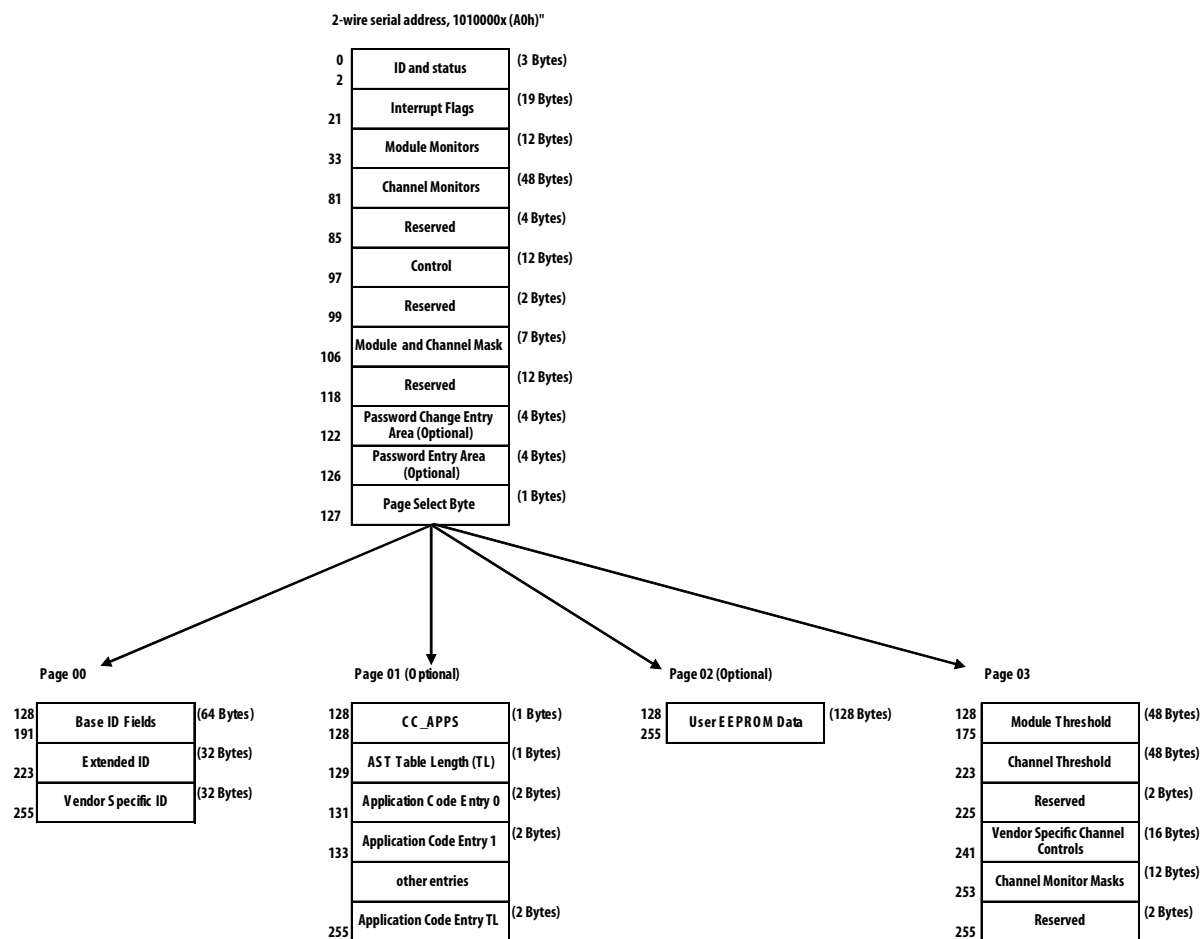 2-wire serial address, 1010000x (A0h)"
0
2
ID and status
(3 Bytes)
21
Interrupt Flags
(19 Bytes)
33
Module Monitors
(12 Bytes)
81
Channel Monitors
(48 Bytes)
85
Reserved
(4 Bytes)
97
Control
(12 Bytes)
99
Reserved
(2 Bytes)
106
Module and Channel Mask
(7 Bytes)
118
Reserved
(12 Bytes)
122
Password Change Entry
Area (Optional)
(4 Bytes)
126
Password Entry Area
(Optional)
(4 Bytes)
127
Page Select Byte
(1 Bytes)
Page 00
128
191
Base ID Fields
(64 Bytes)
223
Extended ID
(32 Bytes)
255
Vendor Specific ID
(32 Bytes)
Page 01 (Optional)
128
128
CC_APPS
(1 Bytes)
129
AST Table Length (TL)
(1 Bytes)
131
Application Code Entry 0
(2 Bytes)
133
Application Code Entry 1
(2 Bytes)
other entries
255
Application Code Entry TL
(2 Bytes)
Page 02 (Optional)
128
255
User EEPROM Data
(128 Bytes)
Page 03
128
175
Module Threshold
(48 Bytes)
223
Channel Threshold
(48 Bytes)
225
Reserved
(2 Bytes)
241
Vendor Specific Channel
Controls
(16 Bytes)
253
Channel Monitor Masks
(12 Bytes)
255
Reserved
(2 Bytes)